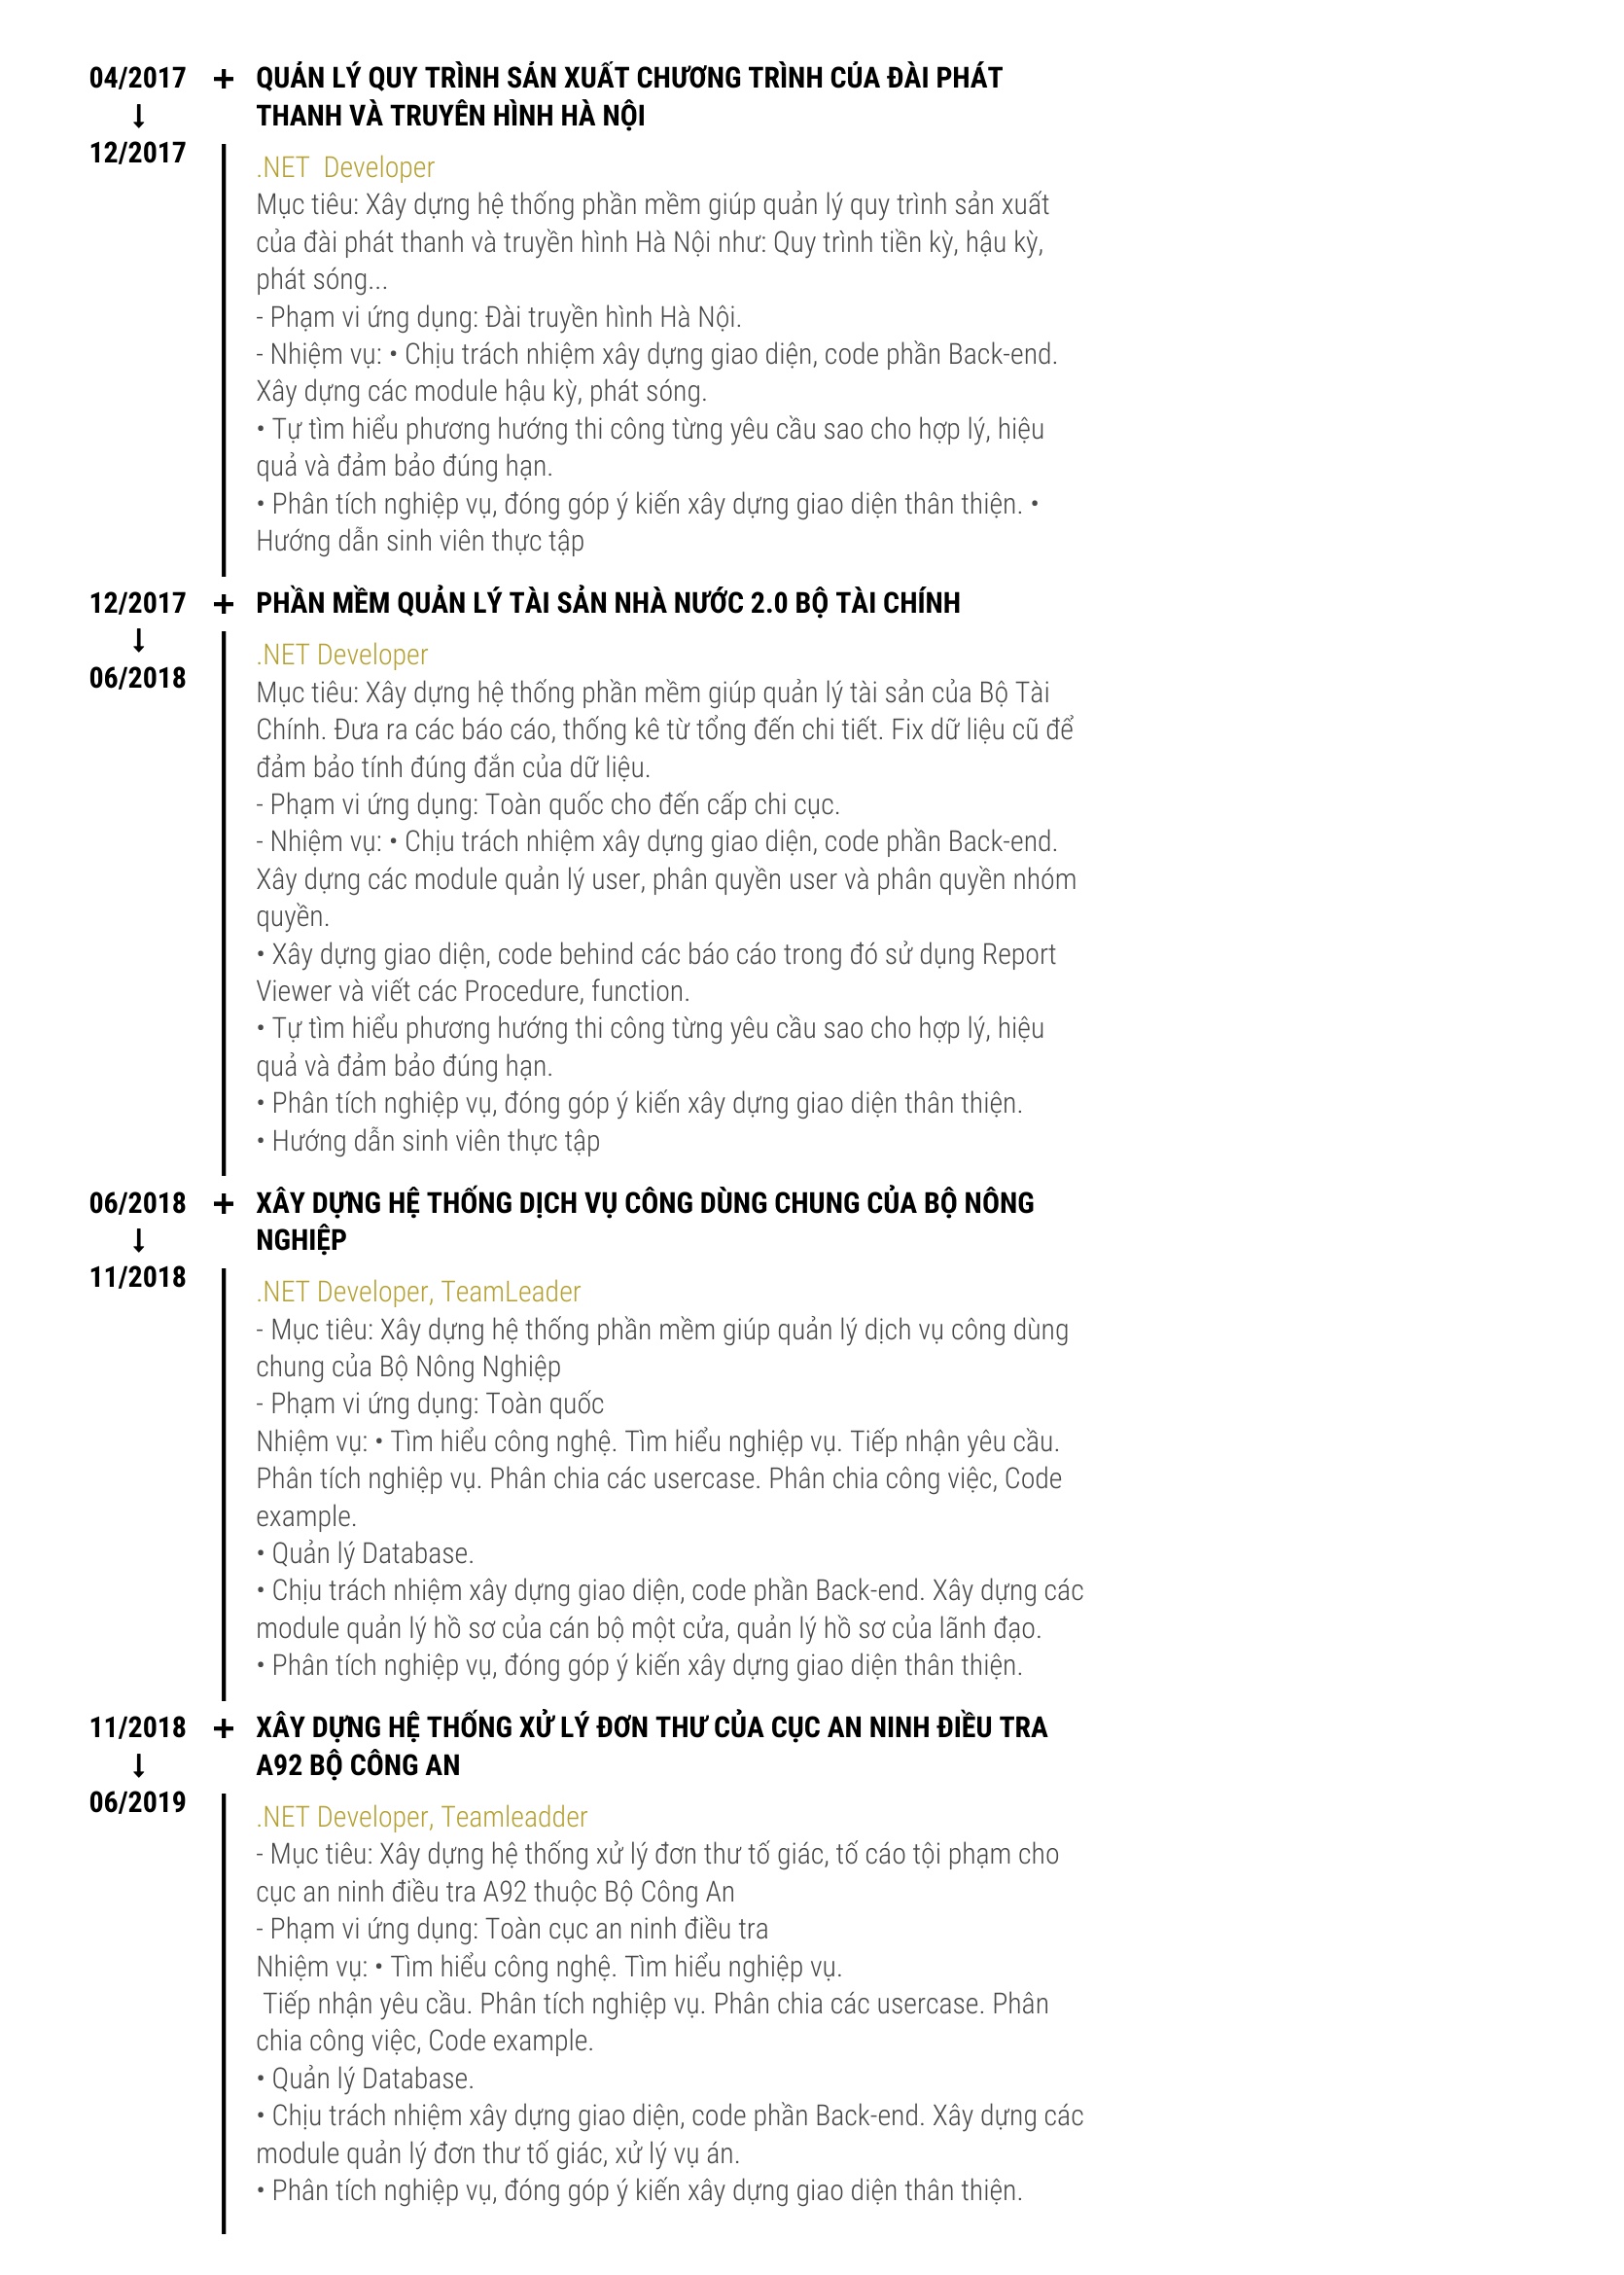 04/2017
↓
12/2017
+ QUẢN LÝ QUY TRÌNH SẢN XUẤT CHƯƠNG TRÌNH CỦA ĐÀI PHÁT
THANH VÀ TRUYÊN HÌNH HÀ NỘI
.NET  Developer
Mục tiêu: Xây dựng hệ thống phần mềm giúp quản lý quy trình sản xuất
của đài phát thanh và truyền hình Hà Nội như: Quy trình tiền kỳ, hậu kỳ,
phát sóng...
- Phạm vi ứng dụng: Đài truyền hình Hà Nội.
- Nhiệm vụ: • Chịu trách nhiệm xây dựng giao diện, code phần Back-end.
Xây dựng các module hậu kỳ, phát sóng.
• Tự tìm hiểu phương hướng thi công từng yêu cầu sao cho hợp lý, hiệu
quả và đảm bảo đúng hạn.
• Phân tích nghiệp vụ, đóng góp ý kiến xây dựng giao diện thân thiện. •
Hướng dẫn sinh viên thực tập
12/2017
↓
06/2018
+ PHẦN MỀM QUẢN LÝ TÀI SẢN NHÀ NƯỚC 2.0 BỘ TÀI CHÍNH
.NET Developer
Mục tiêu: Xây dựng hệ thống phần mềm giúp quản lý tài sản của Bộ Tài
Chính. Đưa ra các báo cáo, thống kê từ tổng đến chi tiết. Fix dữ liệu cũ để
đảm bảo tính đúng đắn của dữ liệu.
- Phạm vi ứng dụng: Toàn quốc cho đến cấp chi cục.
- Nhiệm vụ: • Chịu trách nhiệm xây dựng giao diện, code phần Back-end.
Xây dựng các module quản lý user, phân quyền user và phân quyền nhóm
quyền.
• Xây dựng giao diện, code behind các báo cáo trong đó sử dụng Report
Viewer và viết các Procedure, function.
• Tự tìm hiểu phương hướng thi công từng yêu cầu sao cho hợp lý, hiệu
quả và đảm bảo đúng hạn.
• Phân tích nghiệp vụ, đóng góp ý kiến xây dựng giao diện thân thiện.
• Hướng dẫn sinh viên thực tập
06/2018
↓
11/2018
+ XÂY DỰNG HỆ THỐNG DỊCH VỤ CÔNG DÙNG CHUNG CỦA BỘ NÔNG
NGHIỆP
.NET Developer, TeamLeader
- Mục tiêu: Xây dựng hệ thống phần mềm giúp quản lý dịch vụ công dùng
chung của Bộ Nông Nghiệp
- Phạm vi ứng dụng: Toàn quốc
Nhiệm vụ: • Tìm hiểu công nghệ. Tìm hiểu nghiệp vụ. Tiếp nhận yêu cầu.
Phân tích nghiệp vụ. Phân chia các usercase. Phân chia công việc, Code
example.
• Quản lý Database.
• Chịu trách nhiệm xây dựng giao diện, code phần Back-end. Xây dựng các
module quản lý hồ sơ của cán bộ một cửa, quản lý hồ sơ của lãnh đạo.
• Phân tích nghiệp vụ, đóng góp ý kiến xây dựng giao diện thân thiện.
11/2018
↓
06/2019
+ XÂY DỰNG HỆ THỐNG XỬ LÝ ĐƠN THƯ CỦA CỤC AN NINH ĐIỀU TRA
A92 BỘ CÔNG AN
.NET Developer, Teamleadder
- Mục tiêu: Xây dựng hệ thống xử lý đơn thư tố giác, tố cáo tội phạm cho
cục an ninh điều tra A92 thuộc Bộ Công An
- Phạm vi ứng dụng: Toàn cục an ninh điều tra
Nhiệm vụ: • Tìm hiểu công nghệ. Tìm hiểu nghiệp vụ.
Tiếp nhận yêu cầu. Phân tích nghiệp vụ. Phân chia các usercase. Phân
chia công việc, Code example.
• Quản lý Database.
• Chịu trách nhiệm xây dựng giao diện, code phần Back-end. Xây dựng các
module quản lý đơn thư tố giác, xử lý vụ án.
• Phân tích nghiệp vụ, đóng góp ý kiến xây dựng giao diện thân thiện.